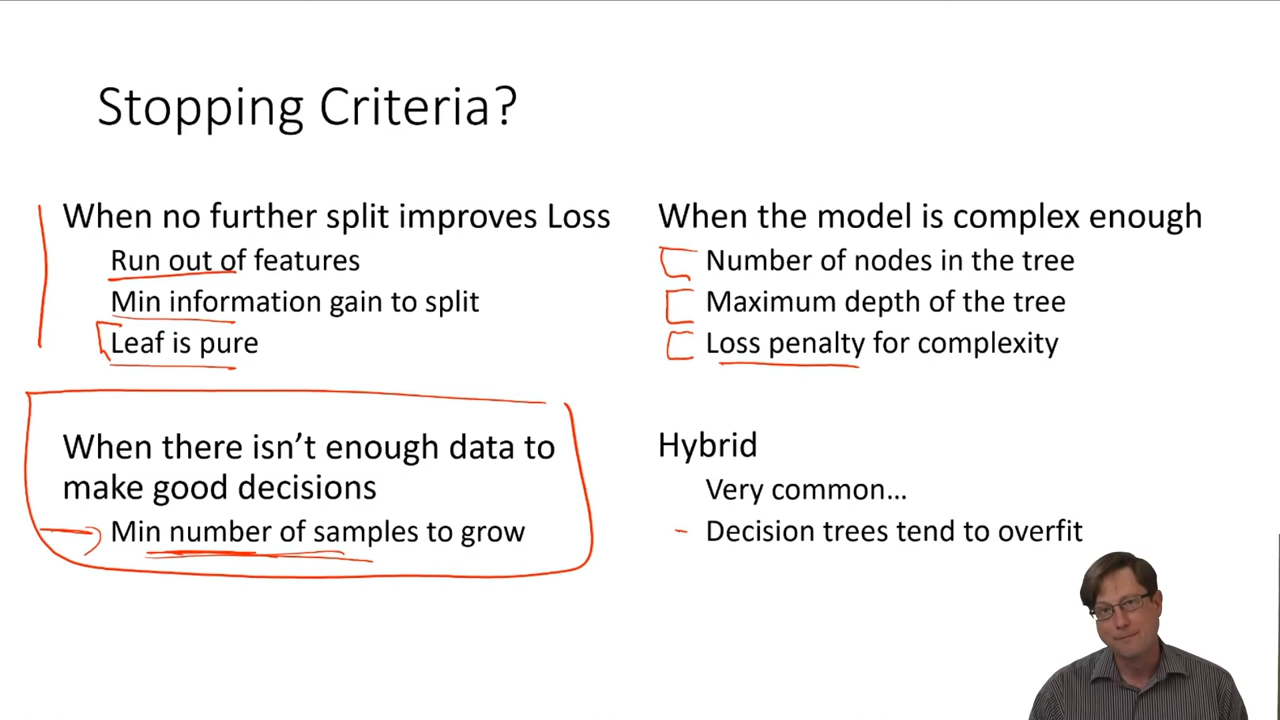 Stopping Criteria?
When no further split improves Loss
Run out of features
Min information gain to split
Leaf is pure
When there isn't enough data to
make good decisions
Min number of samples to grow
When the model is complex enough
Number of nodes in the tree
Maximum depth of the tree
Loss penalty for complexity
Hybrid
Very common…
Decision trees tend to overfit